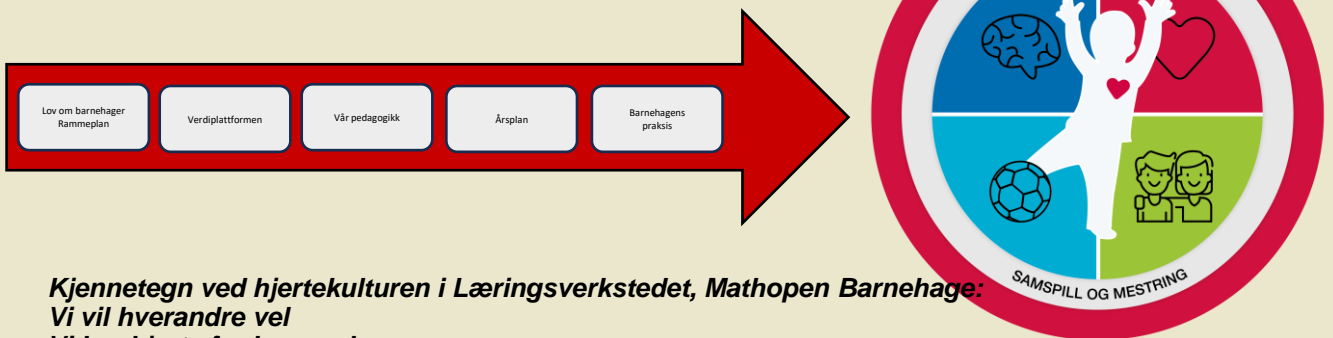 Lov om barnehager
Rammeplan
Verdiplattformen
Vår pedagogikk
Årsplan
Barnehagens
praksis
SAMSPILL OG MESTRING
Kjennetegn ved hjertekulturen i Læringsverkstedet, Mathopen Barnehage:
Vi vil hverandre vel